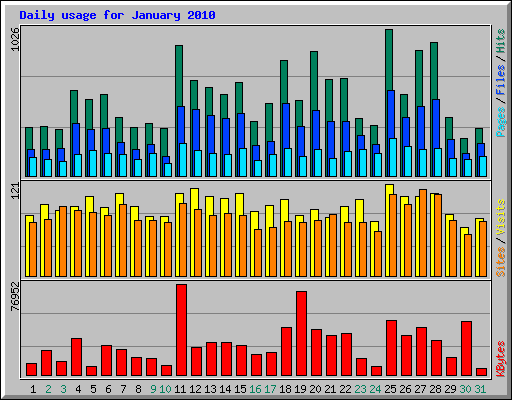 Daily usage for January 2010
1026
Pages / Files / Hits
121
Sites / Visits
76952
KBytes
1 2 3 4 5 6 7 8 9 10 11 12 13 14 15 16 17 18 19 20 21 22 23 24 25 26 27 28 29 30 31